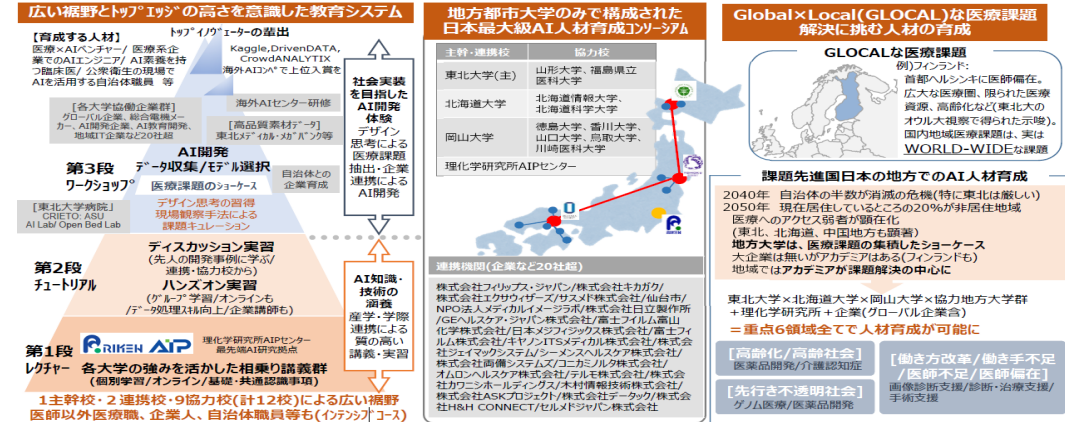 広い裾野とトップエッジの高さを意識した教育システム
トップイノヴェーターの輩出
【育成する人材】
医療×AIベンチャー/ 医療系企
業でのAIエンジニア/ AI素養を持
つ臨床医/ 公衆衛生の現場で
AIを活用する自治体職員 等
Kaggle,DrivenDATA,
CrowdANALYTIX
海外AIコンペで上位入賞を
[各大学協働企業群]
グローバル企業、総合電機メー
カー、AI開発企業、AI教育開発、
地域IT企業など20社超
海外AIセンター研修
[高品質素材データ]
東北メディカル・メガバンク等
AI開発
データ収集/モデル選択
第3段
ワークショップ
医療課題のショーケース
自治体との
企業育成
[東北大学病院」
CRIETO: ASU
AI Lab/ Open Bed Lab
デザイン思考の習得
現場観察手法による
課題キュレーション
ディスカッション実習
(先人の開発事例に学ぶ/
連携・協力校から)
第2段
チュートリアル
ハンズオン実習
(グループ学習/オンラインも
/データ処理スキル向上/企業講師も)
第1段
レクチャー
RIKEN AIP
理化学研究所AIPセンター
最先端AI研究拠点
各大学の強みを活かした相乗り講義群
(個別学習/オンライン/基礎・共通認識事項)
1主幹校・2連携校・9協力校(計12校)による広い裾野
医師以外医療職、企業人、自治体職員等も(インテンシブコース)
社会実装
を目指した
AI開発
体験
デザイン
思考による
医療課題
抽出・企業
連携による
AI開発
AI知識・
技術の
涵養
産学・学際
連携による
質の高い
講義・実習
地方都市大学のみで構成された
日本最大級AI人材育成コンソーシアム
主幹・連携校 協力校
東北大学(主) 山形大学、福島県立
医科大学
北海道大学 北海道情報大学、
北海道科学大学
岡山大学 徳島大学、香川大学、
山口大学、鳥取大学、
川崎医科大学
理化学研究所AIPセンター
RIKEN
連携機関(企業など20社超)
株式会社フィリップス・ジャパン/株式会社キカガク/
株式会社エクサウィザーズ/サスメド株式会社/仙台市/
NPO法人メディカルイメージラボ/株式会社日立製作所
/GEヘルスケア・ジャパン株式会社/富士フイルム富山
化学株式会社/日本メジフィジックス株式会社/富士フイ
ルム株式会社/キヤノンITSメディカル株式会社/株式会
社ジェイマックシステム/シーメンスヘルスケア株式会社/
株式会社両備システムズ/コニカミノルタ株式会社/
オムロンヘルスケア株式会社/テルモ株式会社/株式会
社カワニシホールディングス/木村情報技術株式会社/
株式会社ASKプロジェクト/株式会社データック/株式会
社H&H CONNECT/セルメドジャパン株式会社
Global×Local(GLOCAL)な医療課題
解決に挑む人材の育成
GLOCALな医療課題
例)フィンランド:
首都ヘルシンキに医師偏在。
広大な医療圏、限られた医療
資源、高齢化など(東北大の
オウル大視察で得られた示唆)。
国内地域医療課題は、実は
WORLD-WIDEな課題
課題先進国日本の地方でのAI人材育成
2040年 自治体の半数が消滅の危機(特に東北は厳しい)
2050年 現在居住しているところの20%が非居住地域
医療へのアクセス弱者が顕在化
(東北、北海道、中国地方も顕著)
地方大学は、医療課題の集積したショーケース
大企業は無いがアカデミアはある(フィンランドも)
地域ではアカデミアが課題解決の中心に
東北大学×北海道大学×岡山大学×協力地方大学群
+理化学研究所+企業(グローバル企業含)
=重点6領域全てで人材育成が可能に
[高齢化/高齢社会]
医薬品開発/介護認知症
[先行き不透明社会]
ゲノム医療/医薬品開発
[働き方改革/働き手不足
/医師不足/医師偏在]
画像診断支援/診断・治療支援/
手術支援